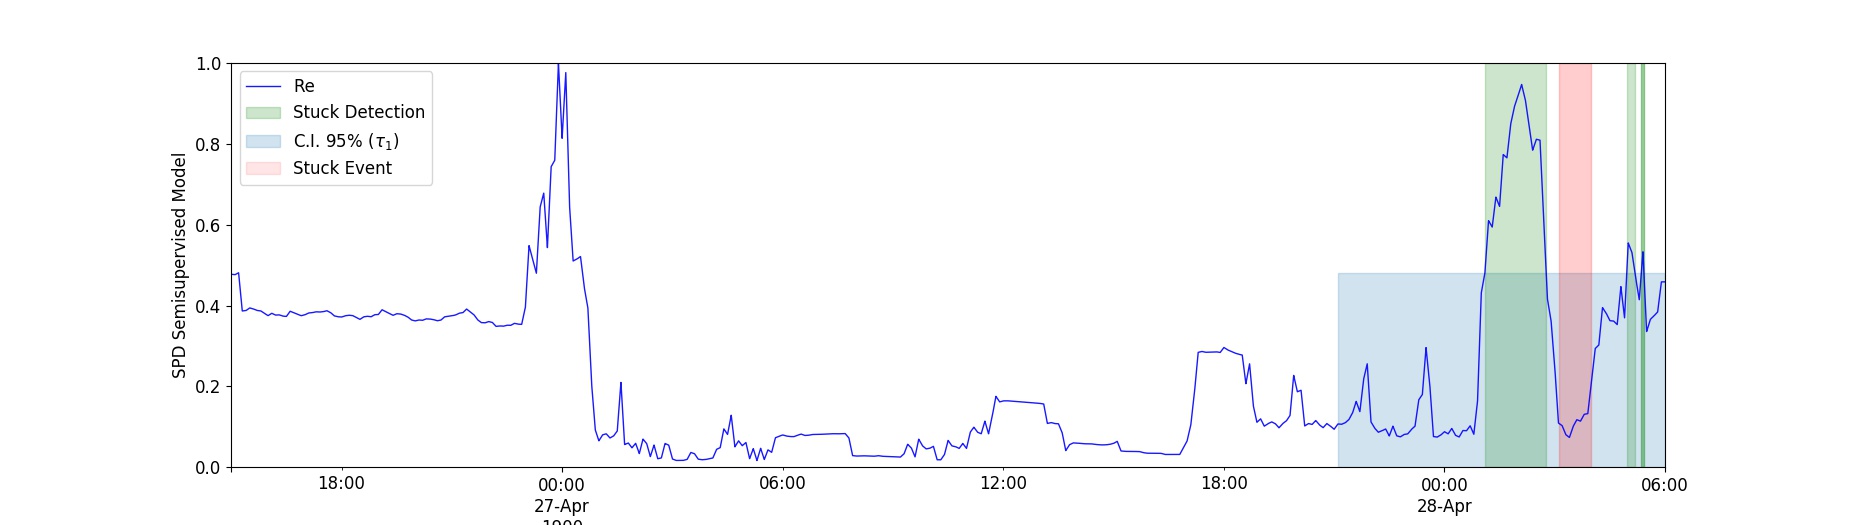 SPD Semisupervised Model
1.0
0.8
0.6
0.4
0.2
0.0
Re
Stuck Detection
C.I. 95% (τ₁)
Stuck Event
18:00 00:00 06:00 12:00 18:00 00:00 06:00
27-Apr 28-Apr
1900